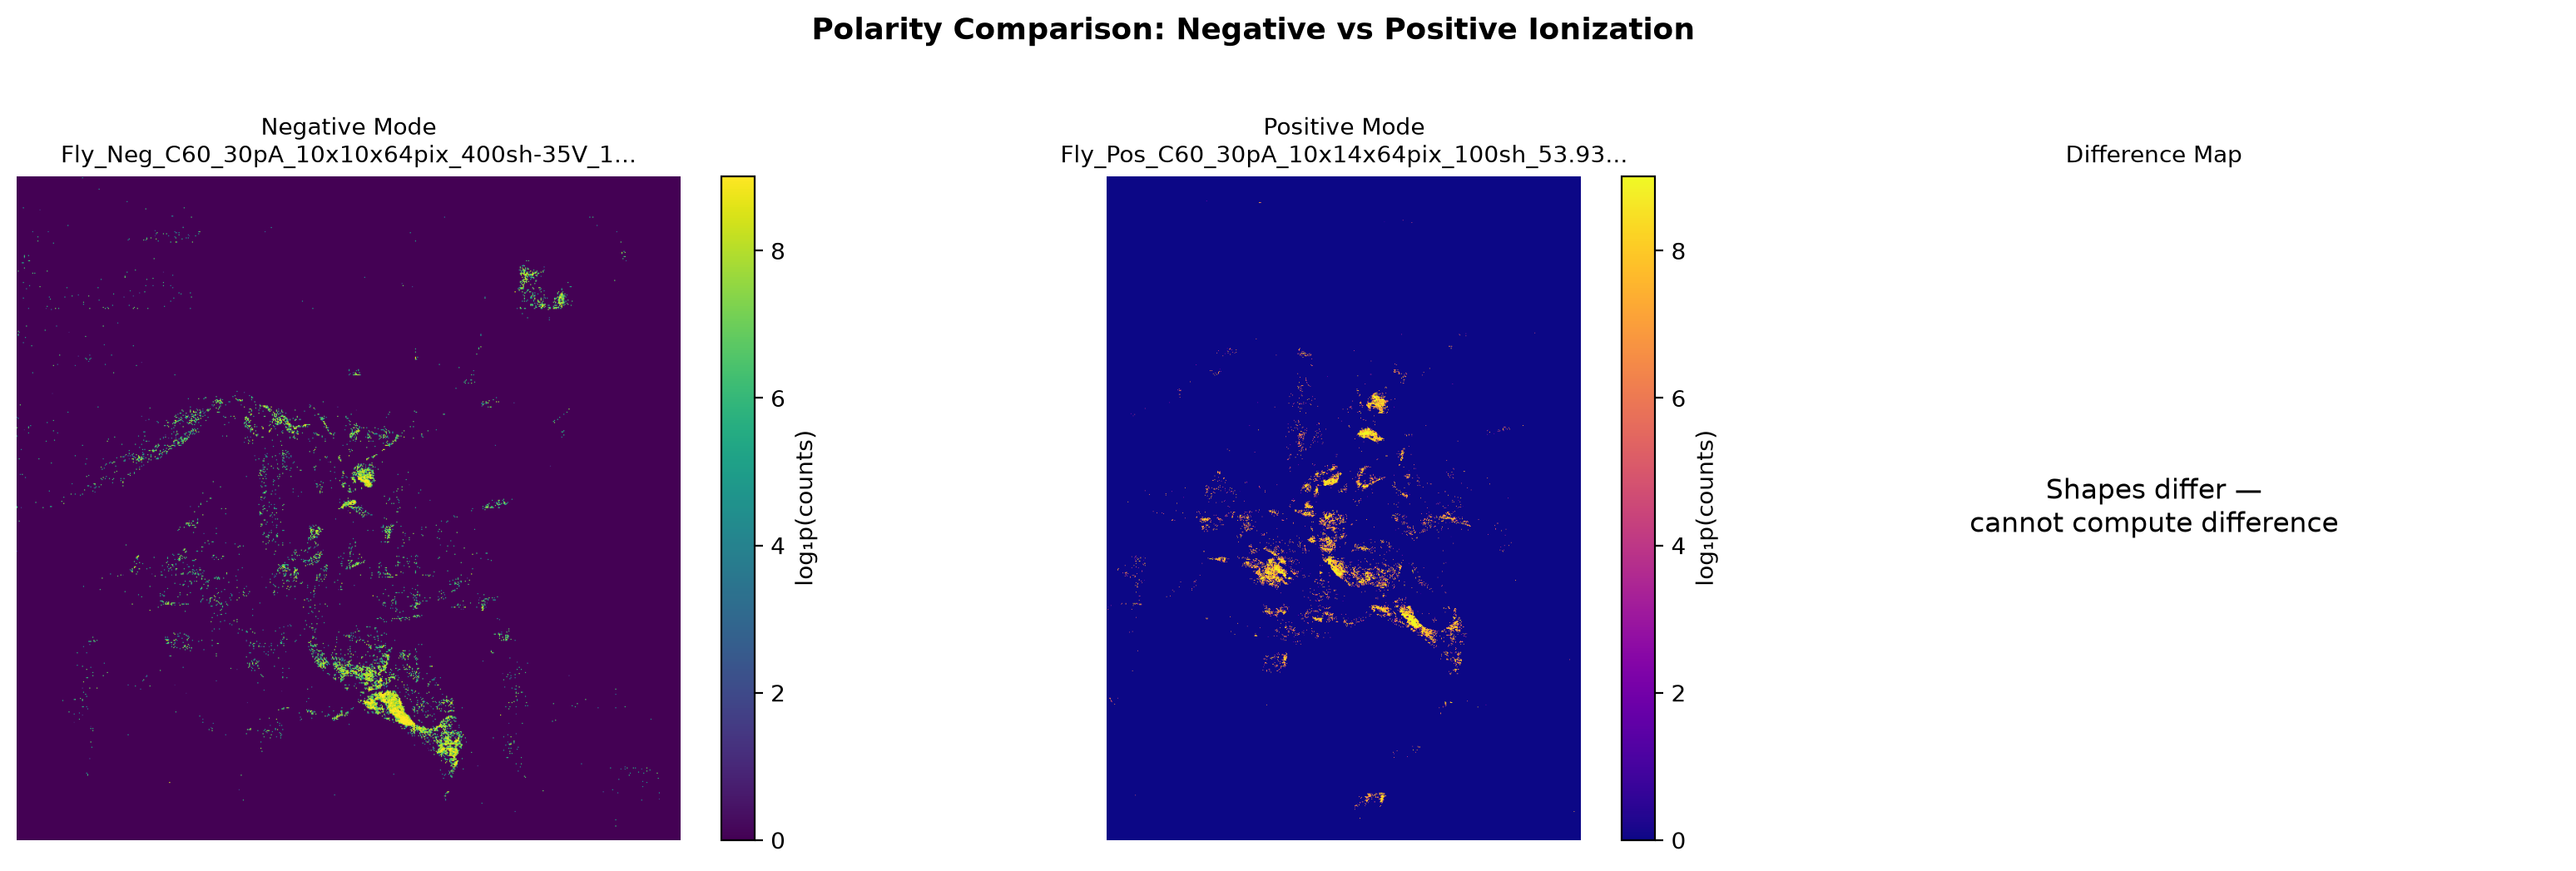 Polarity Comparison: Negative vs Positive Ionization
Negative Mode
Fly_Neg_C60_30pA_10x10x64pix_400sh-35V_1...
8
6
4
2
0
log₁p(counts)
Positive Mode
Fly_Pos_C60_30pA_10x14x64pix_100sh_53.93...
8
6
4
2
0
log₁p(counts)
Difference Map
Shapes differ —
cannot compute difference